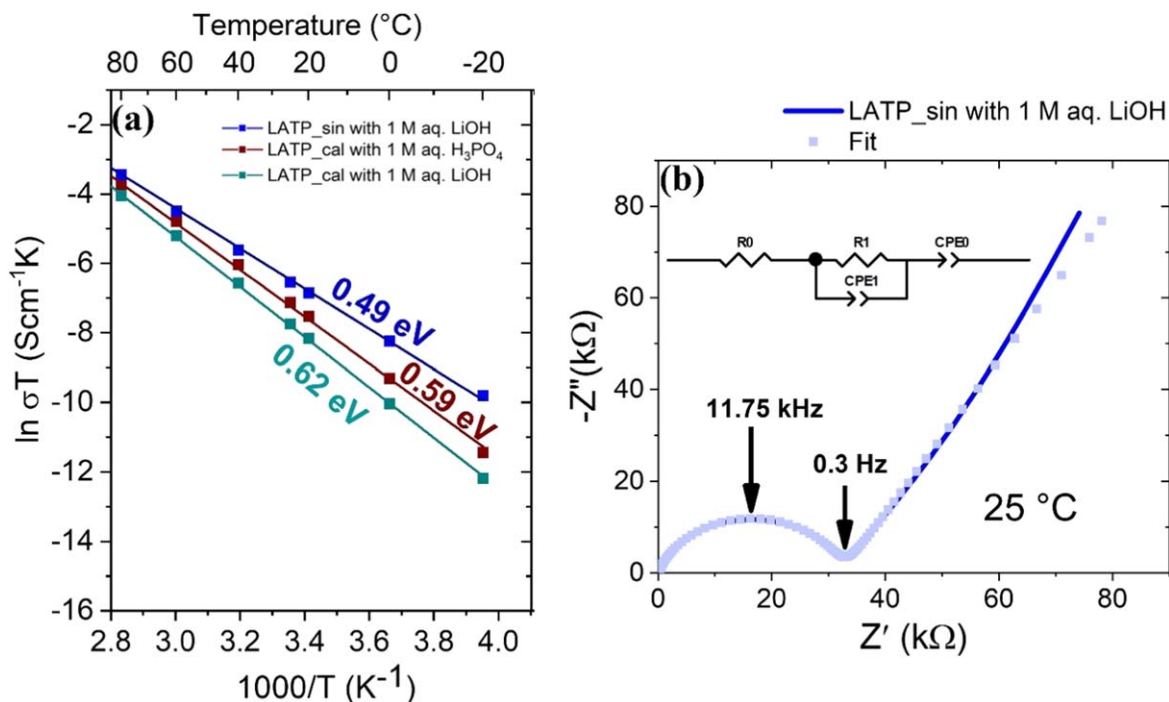 Temperature (°C)
80 60 40 20 0 -20
(a)
LATP_sin with 1 M aq. LiOH
LATP_cal with 1 M aq. H₃PO₄
LATP_cal with 1 M aq. LiOH
-2
-4
-6
-8
-10
-12
-14
-16
ln σT (Scm⁻¹K)
0.49 eV
0.59 eV
0.62 eV
2.8 3.0 3.2 3.4 3.6 3.8 4.0
1000/T (K⁻¹)
LATP_sin with 1 M aq. LiOH
Fit
(b)
80
60
40
20
0
-Z″(kΩ)
R0 R1 CPE0
CPE1
11.75 kHz
0.3 Hz
25 °C
0 20 40 60 80
Z′ (kΩ)